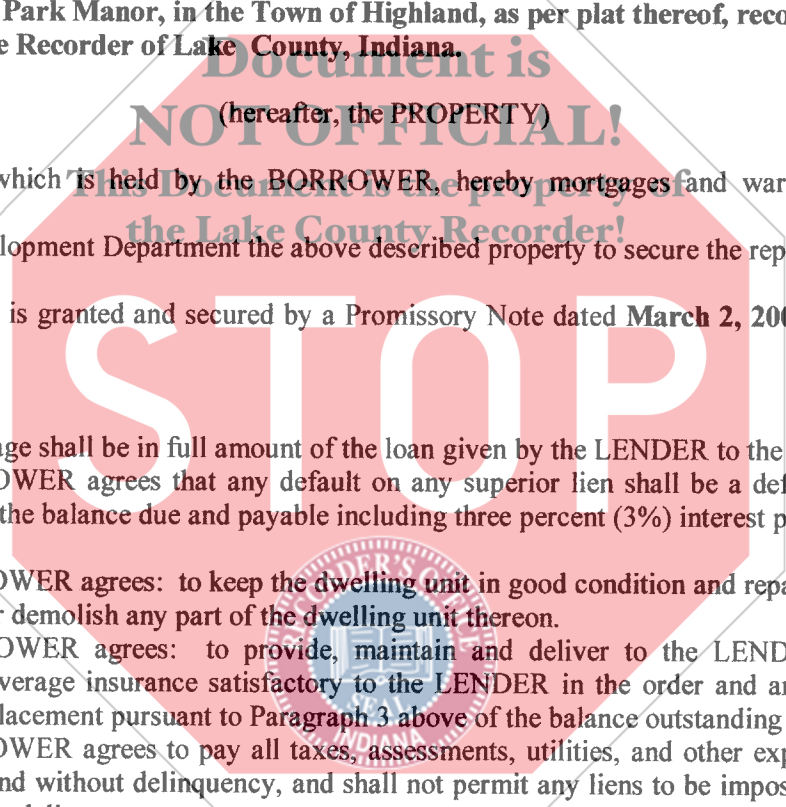 Park Manor, in the Town of Highland, as per plat thereof, reco
e Recorder of Lake County, Indiana.
Document is
(hereafter, the PROPERTY)
NOT OFFICIAL!
which is held by the BORROWER, hereby mortgages and war
This Document is the property of
the Lake County Recorder!
lopment Department the above described property to secure the rep
is granted and secured by a Promissory Note dated March 2, 200
STOP
age shall be in full amount of the loan given by the LENDER to the
OWER agrees that any default on any superior lien shall be a def
the balance due and payable including three percent (3%) interest p
OWER agrees: to keep the dwelling unit in good condition and repa
r demolish any part of the dwelling unit thereon.
OWER agrees: to provide, maintain and deliver to the LEND
verage insurance satisfactory to the LENDER in the order and a
lacement pursuant to Paragraph 3 above of the balance outstanding
OWER agrees to pay all taxes, assessments, utilities, and other exp
nd without delinquency, and shall not permit any liens to be impos
RECORDER'S OFFICE
SEAL
INDIANA